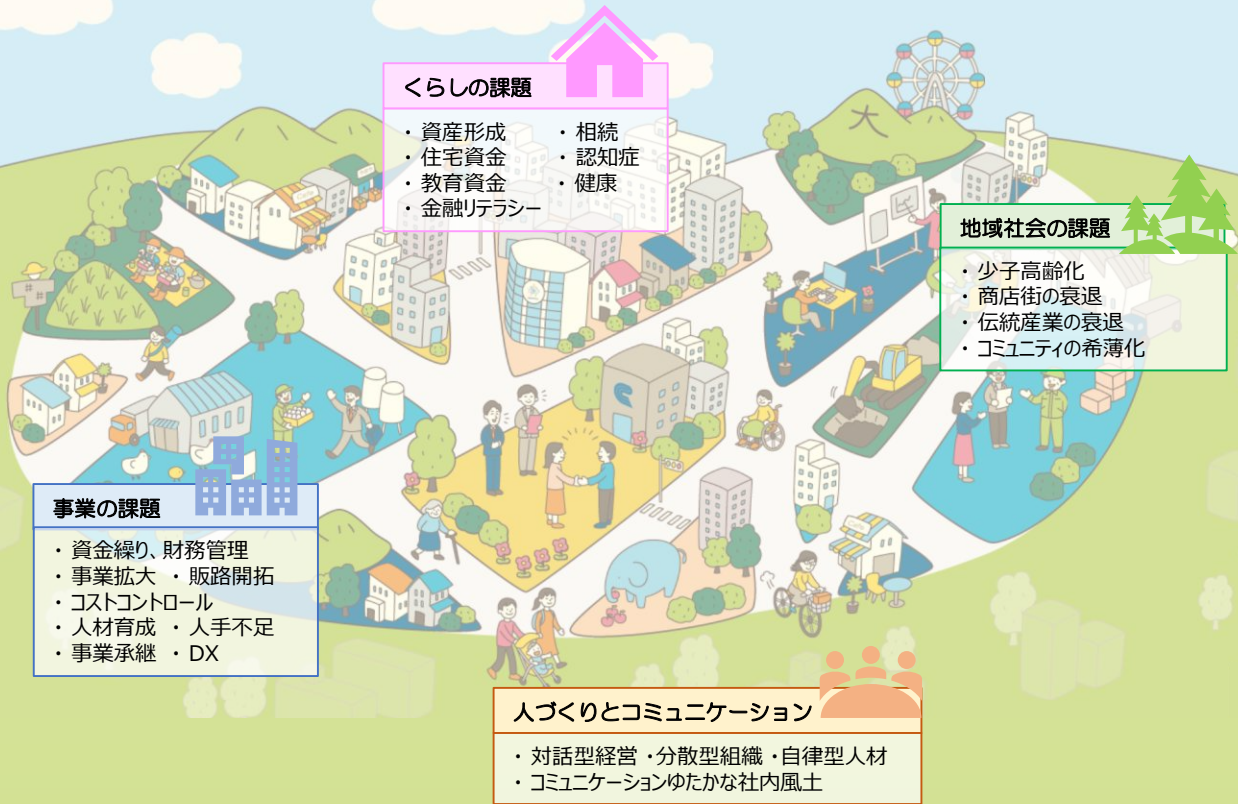 くらしの課題
・資産形成 ・相続
・住宅資金 ・認知症
・教育資金 ・健康
・金融リテラシー
大
地域社会の課題
・少子高齢化
・商店街の衰退
・伝統産業の衰退
・コミュニティの希薄化
事業の課題
・資金繰り、財務管理
・事業拡大 ・販路開拓
・コストコントロール
・人材育成 ・人手不足
・事業承継 ・DX
人づくりとコミュニケーション
・対話型経営 ・分散型組織 ・自律型人材
・コミュニケーションゆたかな社内風土